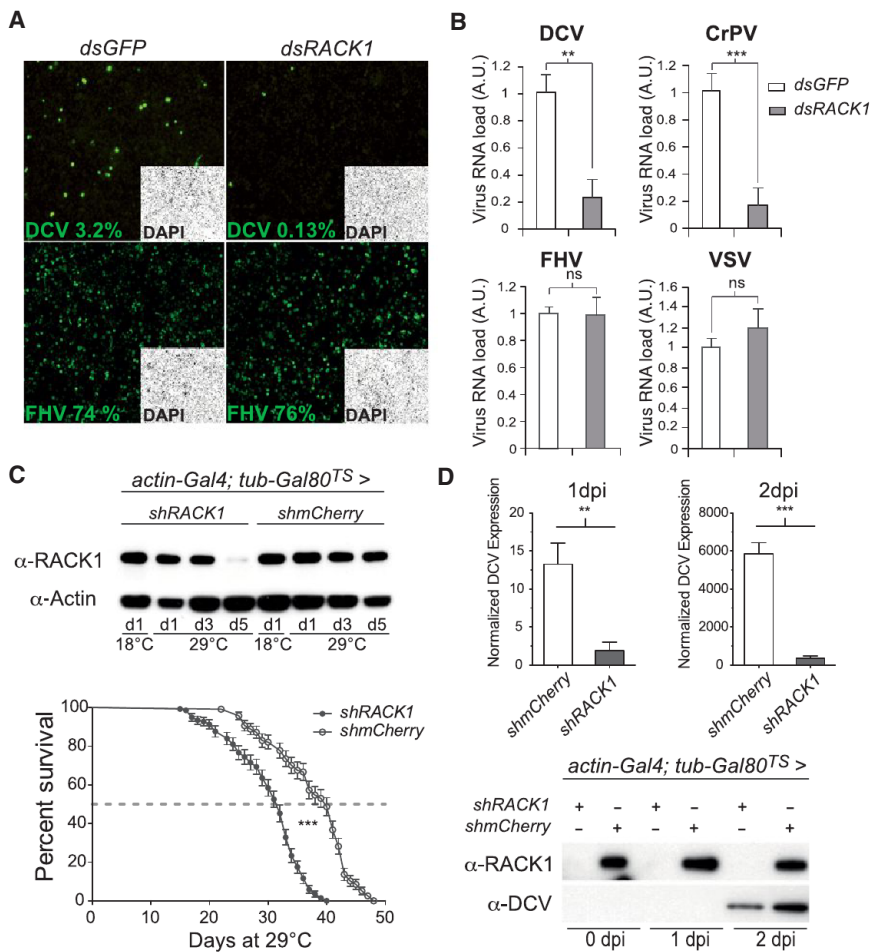 A
dsGFP
dsRACK1
DCV 3.2%
DAPI
DCV 0.13%
DAPI
FHV 74 %
DAPI
FHV 76%
DAPI
B
DCV
**
Virus RNA load (A.U.)
1.2
1
0.8
0.6
0.4
0.2
0
CrPV
***
Virus RNA load (A.U.)
1.2
1
0.8
0.6
0.4
0.2
0
dsGFP
dsRACK1
FHV
ns
Virus RNA load (A.U.)
1.2
1
0.8
0.6
0.4
0.2
0
VSV
ns
Virus RNA load (A.U.)
1.6
1.4
1.2
1
0.8
0.6
0.4
0.2
0
C
actin-Gal4; tub-Gal80TS >
shRACK1 shmCherry
α-RACK1
α-Actin
d1 d1 d3 d5 d1 d1 d3 d5
18°C 29°C 18°C 29°C
Percent survival
100
80
60
40
20
0
shRACK1
shmCherry
***
0 10 20 30 40 50
Days at 29°C
D
1dpi
**
Normalized DCV Expression
20
15
10
5
0
shmCherry
shRACK1
2dpi
***
Normalized DCV Expression
8000
6000
4000
2000
0
shmCherry
shRACK1
actin-Gal4; tub-Gal80TS >
shRACK1 + – + – + –
shmCherry – + – + – +
α-RACK1
α-DCV
0 dpi 1 dpi 2 dpi